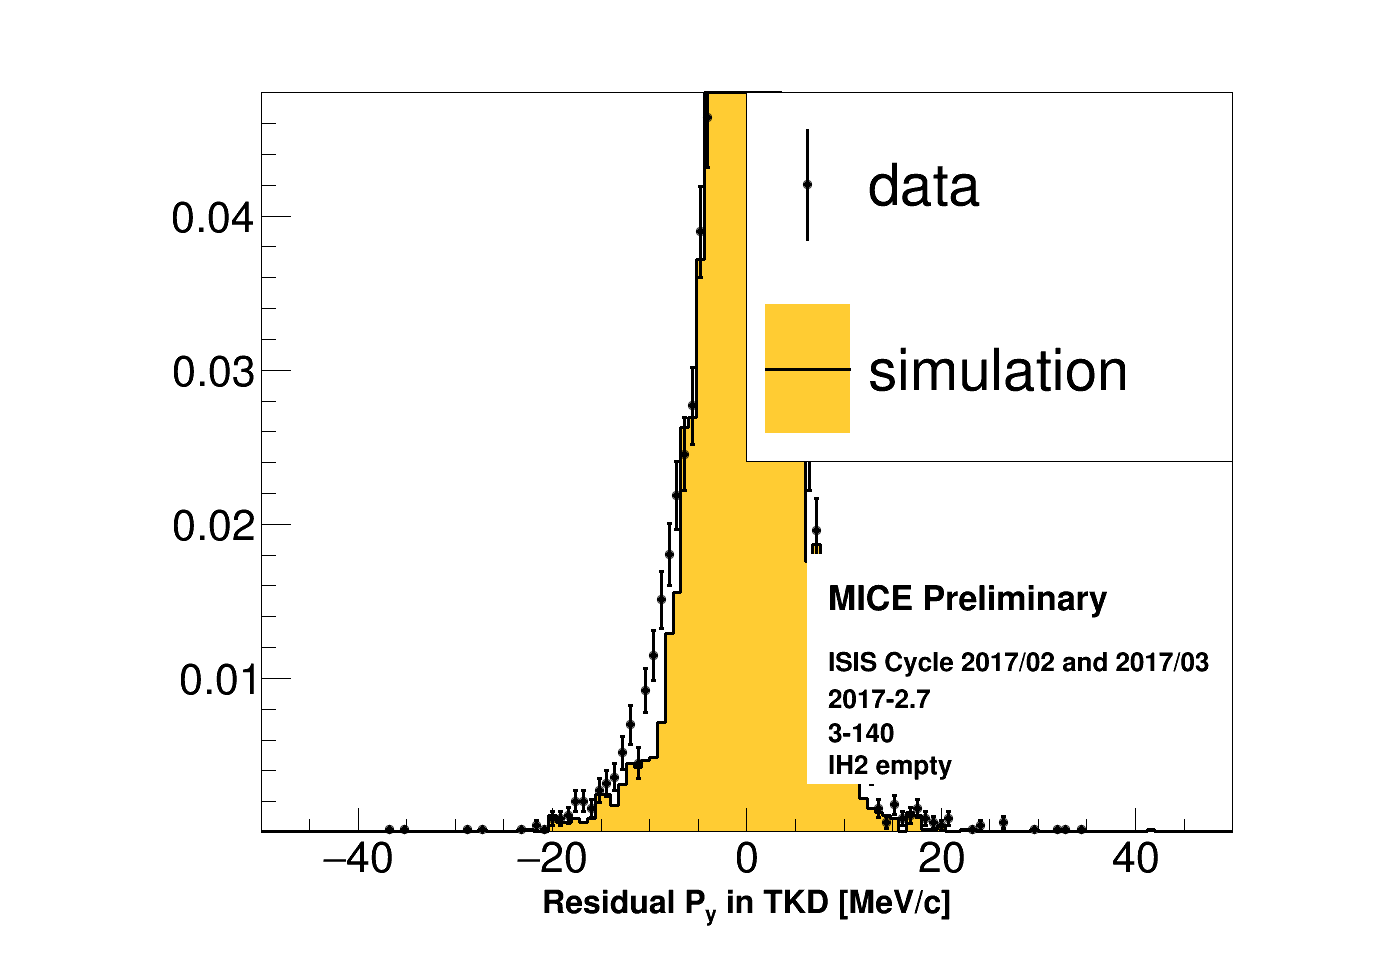 data
simulation
0.04
0.03
0.02
0.01
MICE Preliminary
ISIS Cycle 2017/02 and 2017/03
2017-2.7
3-140
IH2 empty
−40 −20 0 20 40
Residual Py in TKD [MeV/c]